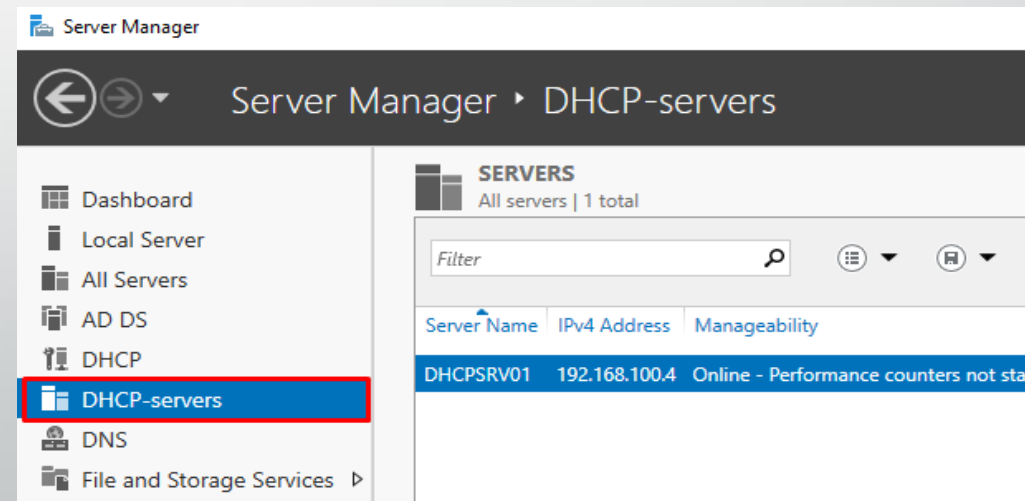 Server Manager
Server Manager ‣ DHCP-servers
Dashboard
Local Server
All Servers
AD DS
DHCP
DHCP-servers
DNS
File and Storage Services
SERVERS
All servers | 1 total
Filter
Server Name IPv4 Address Manageability
DHCPSRV01 192.168.100.4 Online - Performance counters not sta